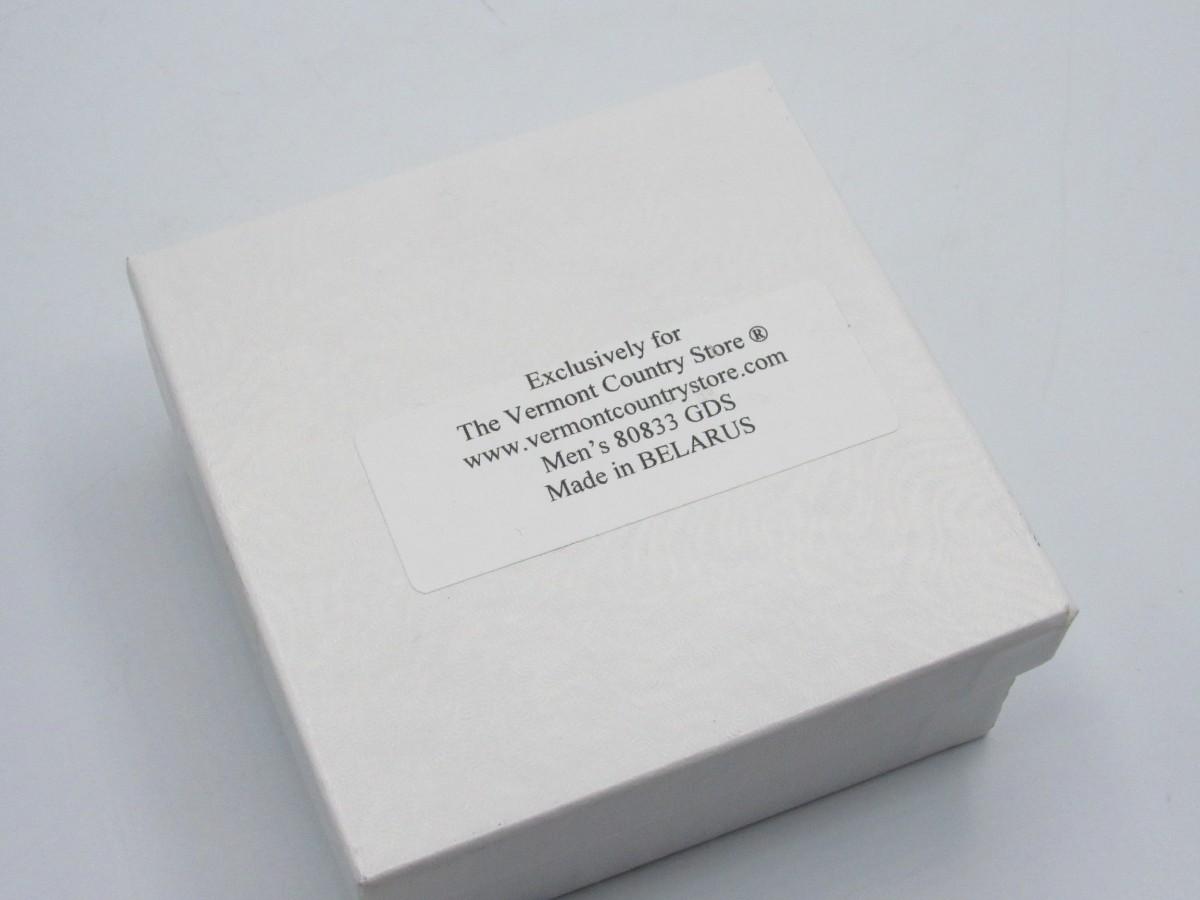 Exclusively for
The Vermont Country Store ®
www.vermontcountrystore.com
Men’s 80833 GDS
Made in BELARUS